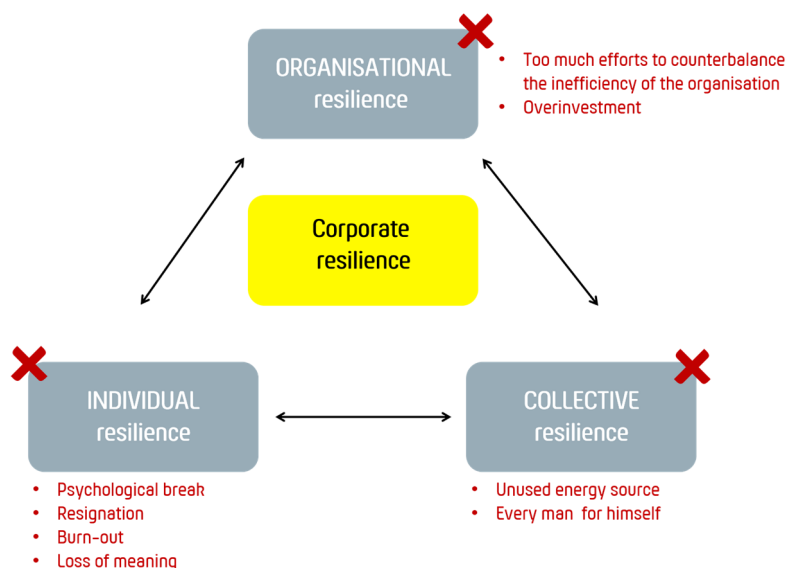 ORGANISATIONAL
resilience
• Too much efforts to counterbalance
the inefficiency of the organisation
• Overinvestment
Corporate
resilience
INDIVIDUAL
resilience
COLLECTIVE
resilience
• Psychological break
• Resignation
• Burn-out
• Loss of meaning
• Unused energy source
• Every man for himself